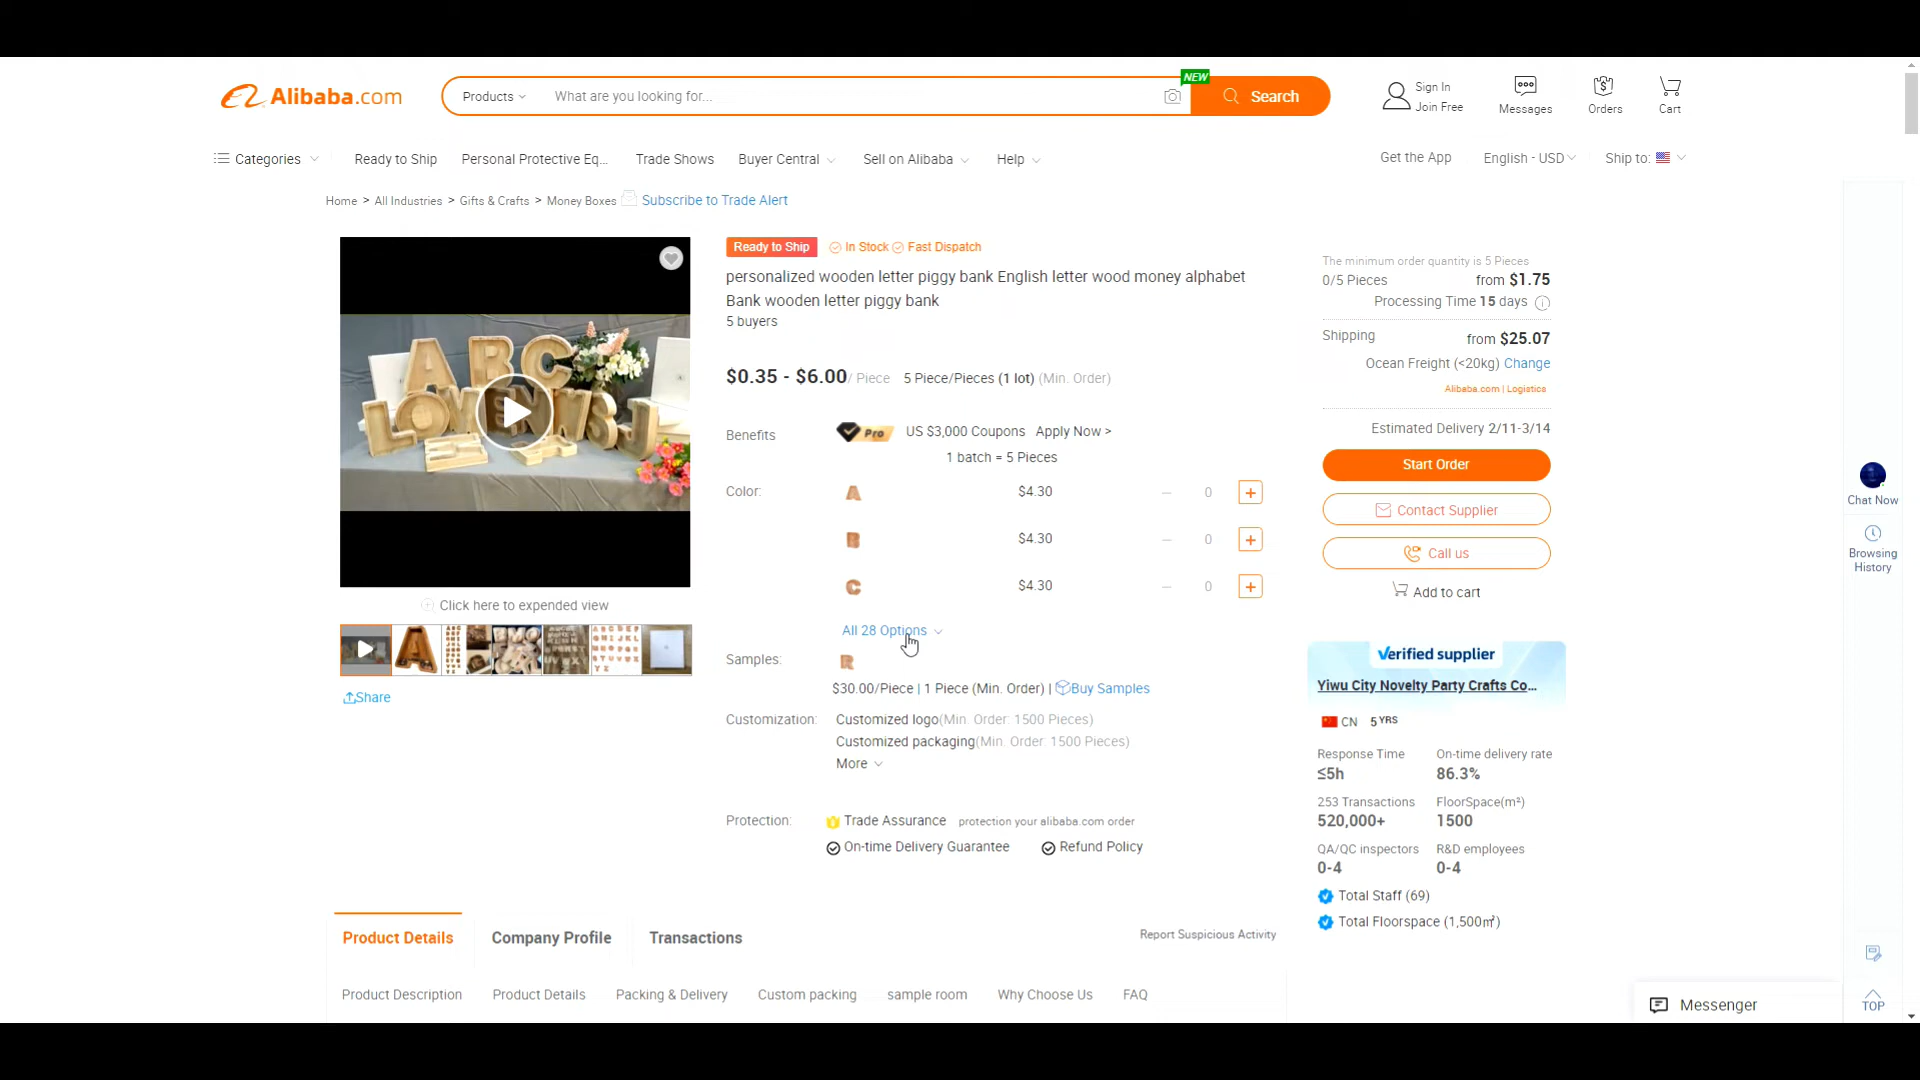 Alibaba.com
Products
What are you looking for...
NEW
Search
Sign In
Join Free
Messages
Orders
Cart
Categories
Ready to Ship
Personal Protective Eq...
Trade Shows
Buyer Central
Sell on Alibaba
Help
Get the App
English - USD
Ship to:
Home > All Industries > Gifts & Crafts > Money Boxes
Subscribe to Trade Alert
Ready to Ship
In Stock
Fast Dispatch
personalized wooden letter piggy bank English letter wood money alphabet
Bank wooden letter piggy bank
5 buyers
$0.35 - $6.00/ Piece
5 Piece/Pieces (1 lot) (Min. Order)
Benefits
Pro
US $3,000 Coupons
Apply Now >
1 batch = 5 Pieces
Color:
A
$4.30
0
+
B
$4.30
0
+
C
$4.30
0
+
All 28 Options
Samples:
R
$30.00/Piece | 1 Piece (Min. Order) | Buy Samples
Customization:
Customized logo(Min. Order: 1500 Pieces)
Customized packaging(Min. Order: 1500 Pieces)
More
Protection:
Trade Assurance
protection your alibaba.com order
On-time Delivery Guarantee
Refund Policy
ABC
Click here to expended view
Share
The minimum order quantity is 5 Pieces
0/5 Pieces
from $1.75
Processing Time 15 days
Shipping
from $25.07
Ocean Freight (<20kg) Change
Alibaba.com | Logistics
Estimated Delivery 2/11-3/14
Start Order
Contact Supplier
Call us
Add to cart
Verified supplier
Yiwu City Novelty Party Crafts Co...
CN
5 YRS
Response Time
On-time delivery rate
≤5h
86.3%
253 Transactions
FloorSpace(m²)
520,000+
1500
QA/QC inspectors
R&D employees
0-4
0-4
Total Staff (69)
Total Floorspace (1,500㎡)
Chat Now
Browsing
History
Product Details
Company Profile
Transactions
Report Suspicious Activity
Product Description
Product Details
Packing & Delivery
Custom packing
sample room
Why Choose Us
FAQ
Messenger
TOP